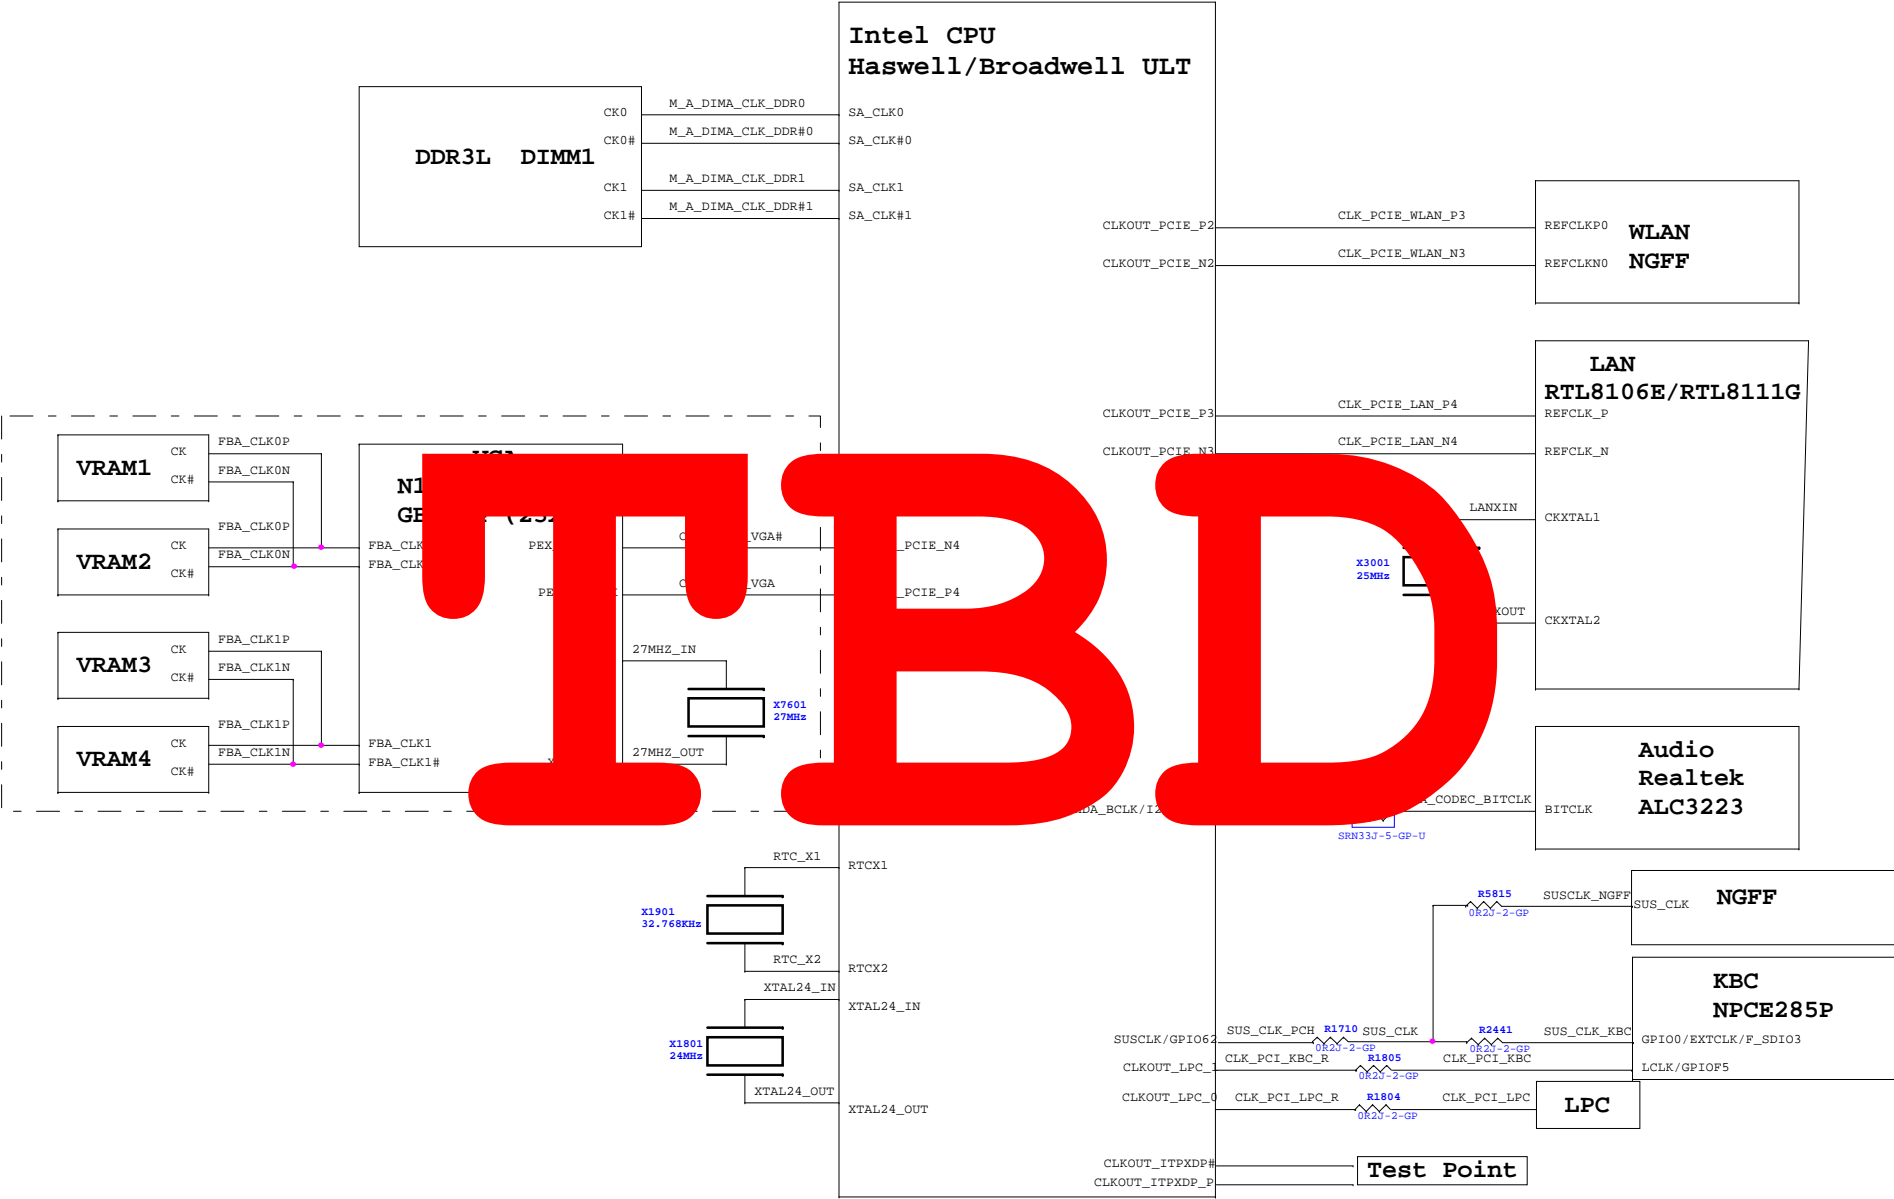 Intel CPU
Haswell/Broadwell ULT
DDR3L DIMM1
CK0
M_A_DIMA_CLK_DDR0
SA_CLK0
CK0#
M_A_DIMA_CLK_DDR#0
SA_CLK#0
CK1
M_A_DIMA_CLK_DDR1
SA_CLK1
CK1#
M_A_DIMA_CLK_DDR#1
SA_CLK#1
CLKOUT_PCIE_P2
CLK_PCIE_WLAN_P3
REFCLKP0
CLKOUT_PCIE_N2
CLK_PCIE_WLAN_N3
REFCLKN0
WLAN
NGFF
LAN
RTL8106E/RTL8111G
CLKOUT_PCIE_P3
CLK_PCIE_LAN_P4
REFCLK_P
CLKOUT_PCIE_N3
CLK_PCIE_LAN_N4
REFCLK_N
LANXIN
CKXTAL1
X3001
25MHz
CKXTAL2
VRAM1
CK
FBA_CLK0P
CK#
FBA_CLK0N
VRAM2
CK
FBA_CLK0P
CK#
FBA_CLK0N
VRAM3
CK
FBA_CLK1P
CK#
FBA_CLK1N
VRAM4
CK
FBA_CLK1P
CK#
FBA_CLK1N
FBA_CLK1
FBA_CLK1#
27MHZ_IN
X7601
27MHz
27MHZ_OUT
TBD
Audio
Realtek
ALC3223
BITCLK
SRN33J-5-GP-U
RTC_X1
RTCX1
X1901
32.768KHz
RTC_X2
RTCX2
XTAL24_IN
XTAL24_IN
X1801
24MHz
XTAL24_OUT
XTAL24_OUT
R5815
0R2J-2-GP
SUSCLK_NGFF
SUS_CLK
NGFF
KBC
NPCE285P
SUSCLK/GPIO62
SUS_CLK_PCH
R1710
0R2J-2-GP
SUS_CLK
R2441
0R2J-2-GP
SUS_CLK_KBC
GPIO0/EXTCLK/F_SDIO3
CLKOUT_LPC_1
CLK_PCI_KBC_R
R1805
0R2J-2-GP
CLK_PCI_KBC
LCLK/GPIOF5
CLKOUT_LPC_0
CLK_PCI_LPC_R
R1804
0R2J-2-GP
CLK_PCI_LPC
LPC
CLKOUT_ITPXDP#
CLKOUT_ITPXDP_P
Test Point